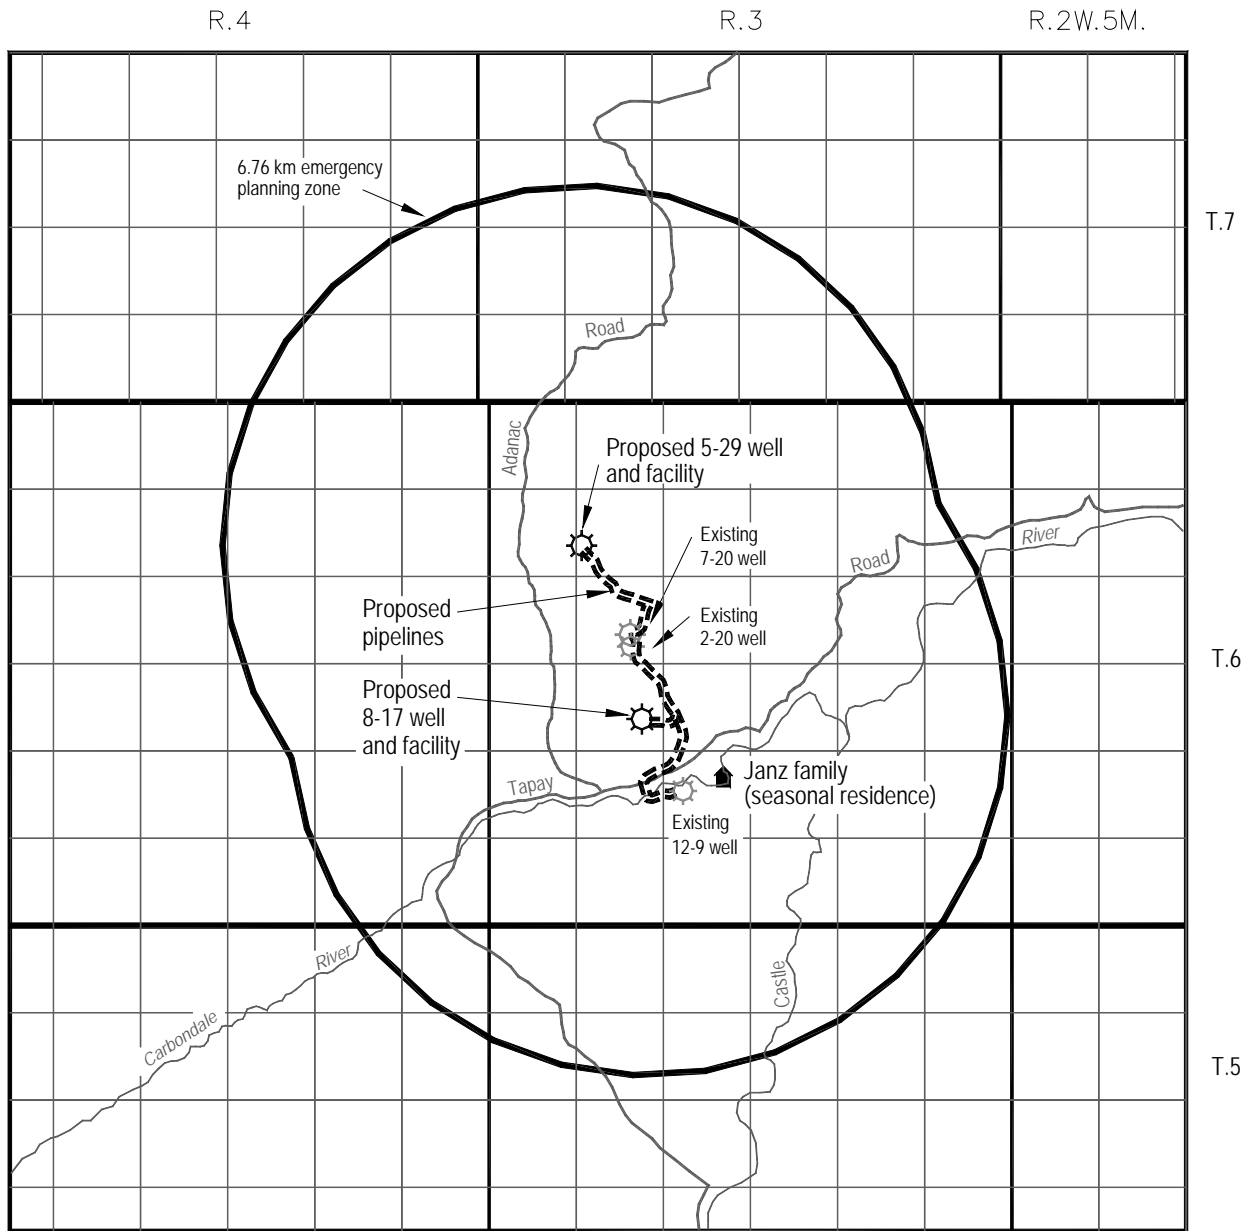 R.4
R.3
R.2W.5M.
6.76 km emergency
planning zone
T.7
Road
Adanac
Proposed 5-29 well
and facility
Existing
7-20 well
River
Road
Proposed
pipelines
Existing
2-20 well
T.6
Proposed
8-17 well
and facility
Janz family
(seasonal residence)
Tapay
Existing
12-9 well
River
Castle
Carbondale
T.5